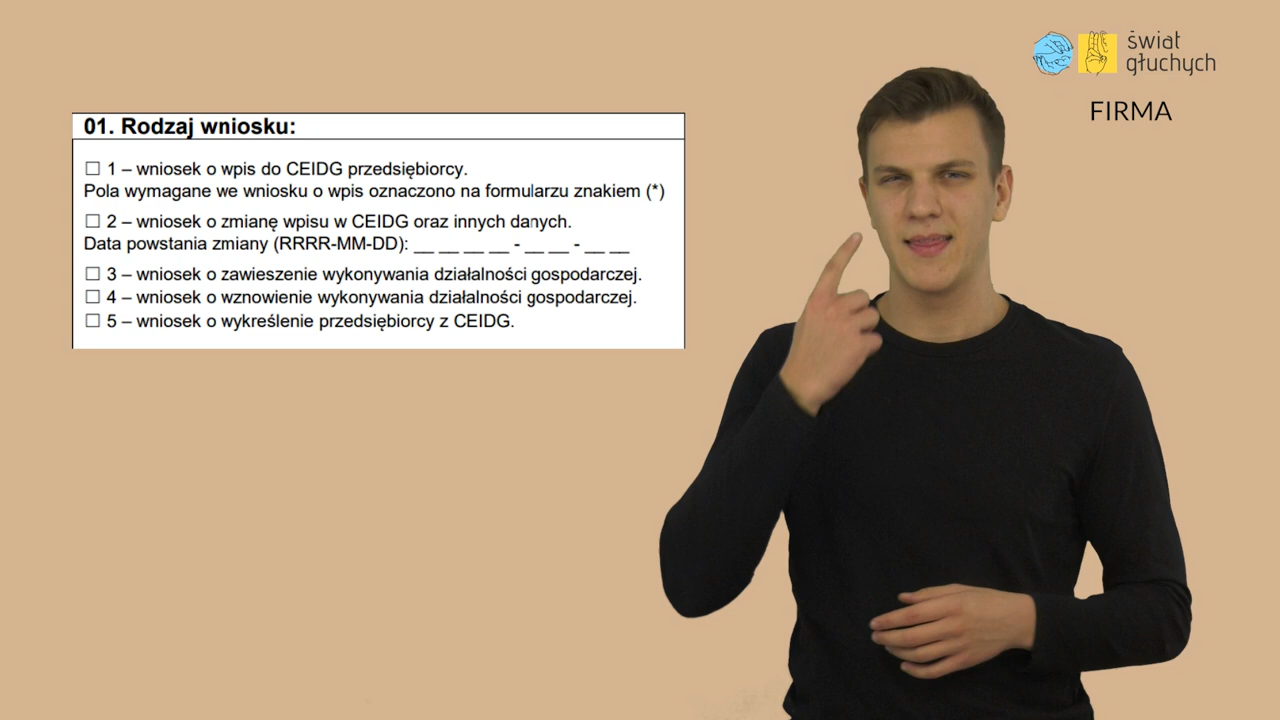 świat
głuchych
FIRMA
01. Rodzaj wniosku:
☐ 1 – wniosek o wpis do CEIDG przedsiębiorcy.
Pola wymagane we wniosku o wpis oznaczono na formularzu znakiem (*)
☐ 2 – wniosek o zmianę wpisu w CEIDG oraz innych danych.
Data powstania zmiany (RRRR-MM-DD): __ __ __ __ - __ __ - __ __
☐ 3 – wniosek o zawieszenie wykonywania działalności gospodarczej.
☐ 4 – wniosek o wznowienie wykonywania działalności gospodarczej.
☐ 5 – wniosek o wykreślenie przedsiębiorcy z CEIDG.